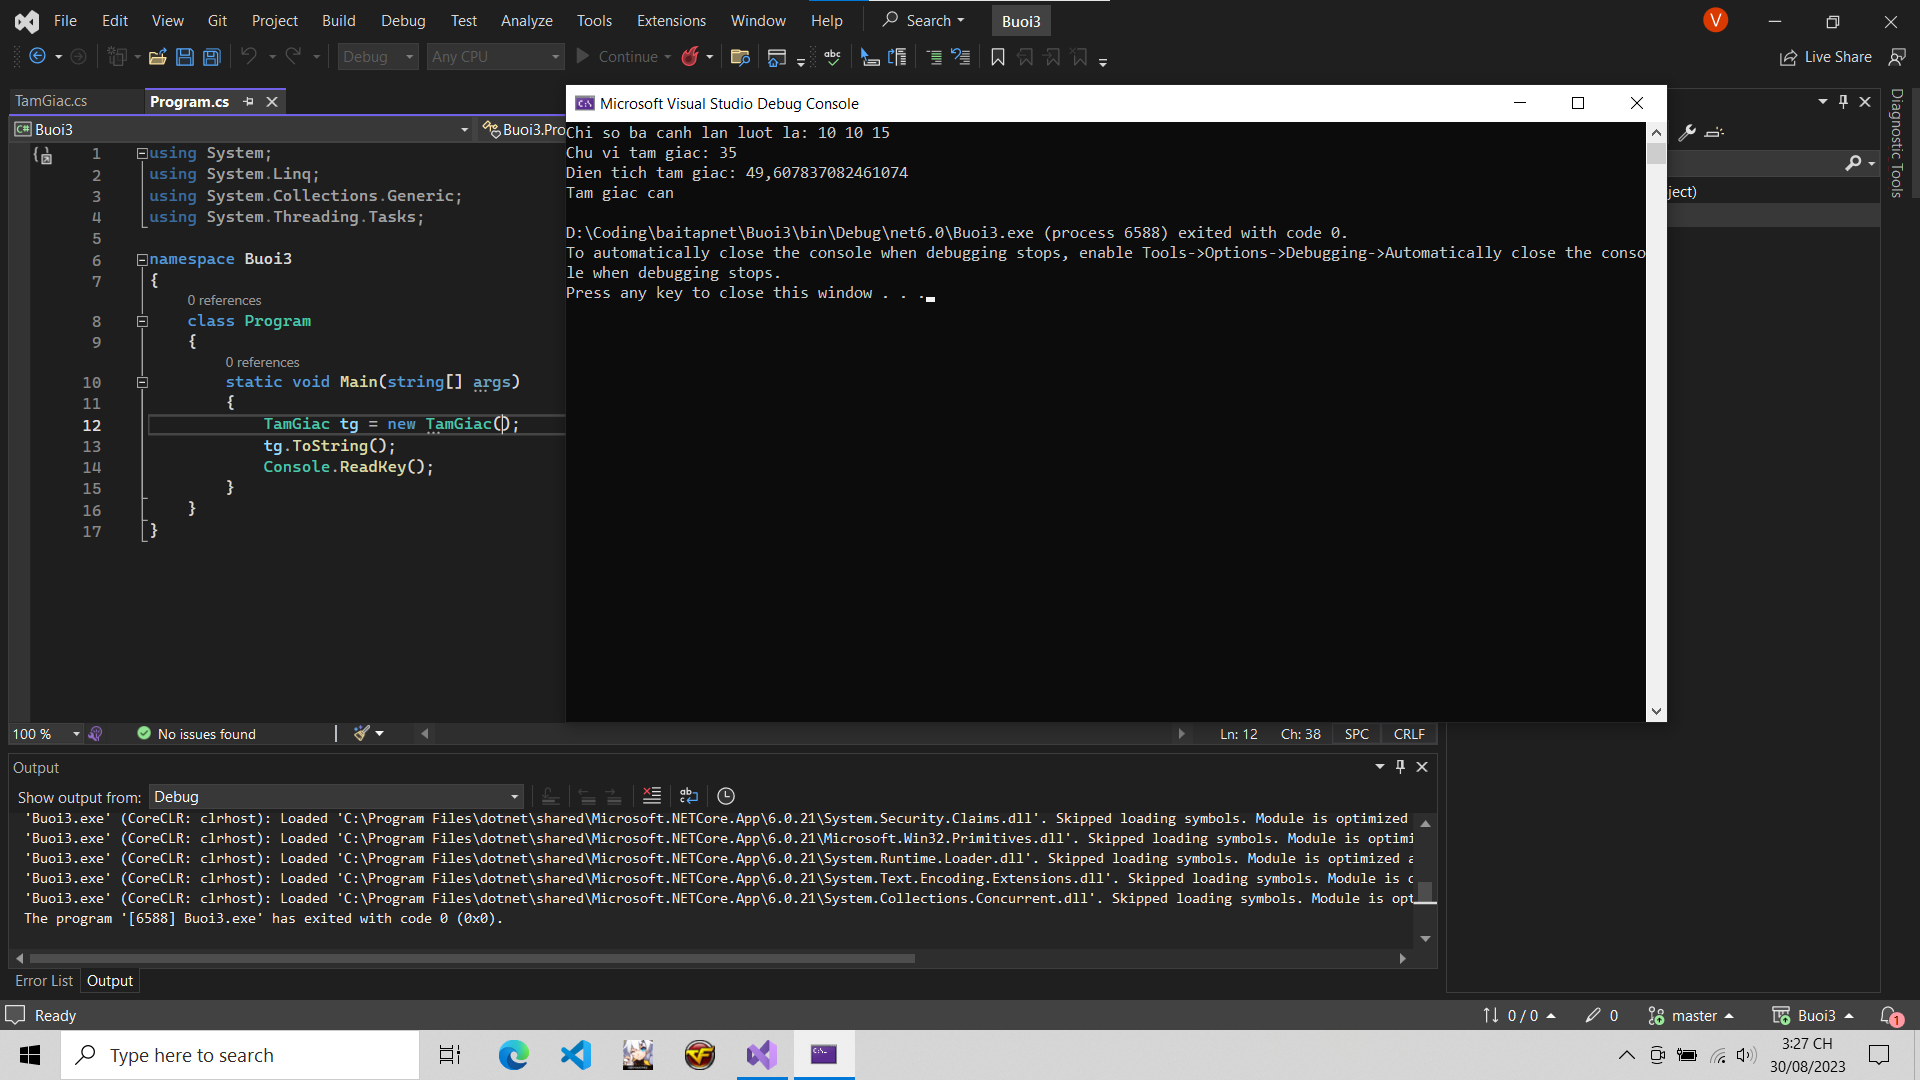 File Edit View Git Project Build Debug Test Analyze Tools Extensions Window Help Search Buoi3 V
Debug Any CPU Continue Live Share
TamGiac.cs Program.cs
Buoi3 Buoi3.Pro
1 using System;
2 using System.Linq;
3 using System.Collections.Generic;
4 using System.Threading.Tasks;
5
6 namespace Buoi3
7 {
0 references
8 class Program
9 {
0 references
10 static void Main(string[] args)
11 {
12 TamGiac tg = new TamGiac();
13 tg.ToString();
14 Console.ReadKey();
15 }
16 }
17 }
Microsoft Visual Studio Debug Console
Chi so ba canh lan luot la: 10 10 15
Chu vi tam giac: 35
Dien tich tam giac: 49,607837082461074
Tam giac can
D:\Coding\baitapnet\Buoi3\bin\Debug\net6.0\Buoi3.exe (process 6588) exited with code 0.
To automatically close the console when debugging stops, enable Tools->Options->Debugging->Automatically close the conso
le when debugging stops.
Press any key to close this window . . .
ject)
Diagnostic Tools
100 % No issues found Ln: 12 Ch: 38 SPC CRLF
Output
Show output from: Debug
'Buoi3.exe' (CoreCLR: clrhost): Loaded 'C:\Program Files\dotnet\shared\Microsoft.NETCore.App\6.0.21\System.Security.Claims.dll'. Skipped loading symbols. Module is optimized
'Buoi3.exe' (CoreCLR: clrhost): Loaded 'C:\Program Files\dotnet\shared\Microsoft.NETCore.App\6.0.21\Microsoft.Win32.Primitives.dll'. Skipped loading symbols. Module is optimi
'Buoi3.exe' (CoreCLR: clrhost): Loaded 'C:\Program Files\dotnet\shared\Microsoft.NETCore.App\6.0.21\System.Runtime.Loader.dll'. Skipped loading symbols. Module is optimized a
'Buoi3.exe' (CoreCLR: clrhost): Loaded 'C:\Program Files\dotnet\shared\Microsoft.NETCore.App\6.0.21\System.Text.Encoding.Extensions.dll'. Skipped loading symbols. Module is o
'Buoi3.exe' (CoreCLR: clrhost): Loaded 'C:\Program Files\dotnet\shared\Microsoft.NETCore.App\6.0.21\System.Collections.Concurrent.dll'. Skipped loading symbols. Module is opt
The program '[6588] Buoi3.exe' has exited with code 0 (0x0).
Error List Output
Ready 0 / 0 0 master Buoi3 1
Type here to search
3:27 CH
30/08/2023